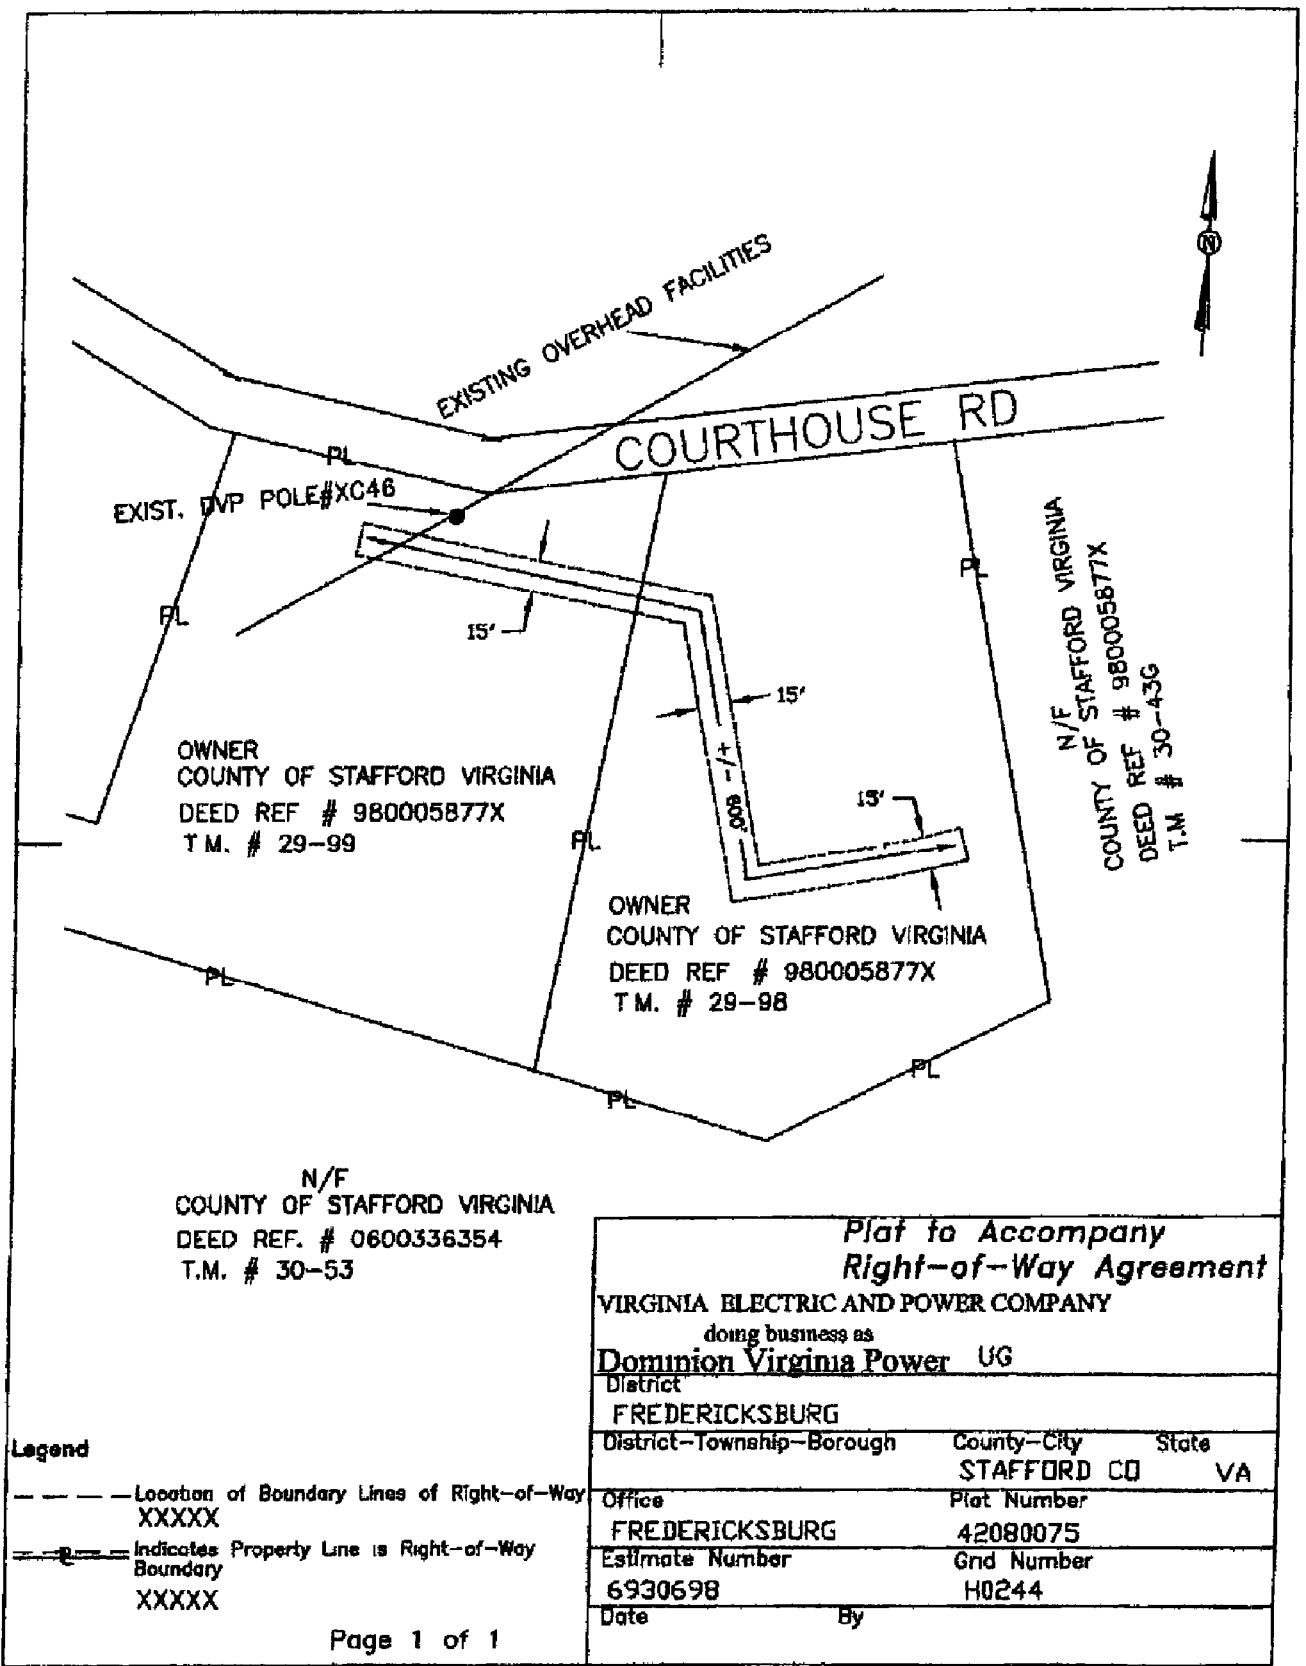 N
EXISTING OVERHEAD FACILITIES
COURTHOUSE RD
PL
EXIST. DVP POLE#XC46
PL
PL
15'
15'
+/- 600'
15'
N/F
COUNTY OF STAFFORD VIRGINIA
DEED REF # 980005877X
T.M # 30-43G
OWNER
COUNTY OF STAFFORD VIRGINIA
DEED REF # 980005877X
T M. # 29-99
PL
OWNER
COUNTY OF STAFFORD VIRGINIA
DEED REF # 980005877X
T M. # 29-98
PL
PL
PL
N/F
COUNTY OF STAFFORD VIRGINIA
DEED REF. # 0600336354
T.M. # 30-53
Plat to Accompany
Right-of-Way Agreement
VIRGINIA ELECTRIC AND POWER COMPANY
doing business as
Dominion Virginia Power UG
District
FREDERICKSBURG
District-Township-Borough County-City State
STAFFORD CO VA
Office Plat Number
FREDERICKSBURG 42080075
Estimate Number Grid Number
6930698 H0244
Date By
Legend
Location of Boundary Lines of Right-of-Way
XXXXX
Indicates Property Line is Right-of-Way
Boundary
XXXXX
Page 1 of 1